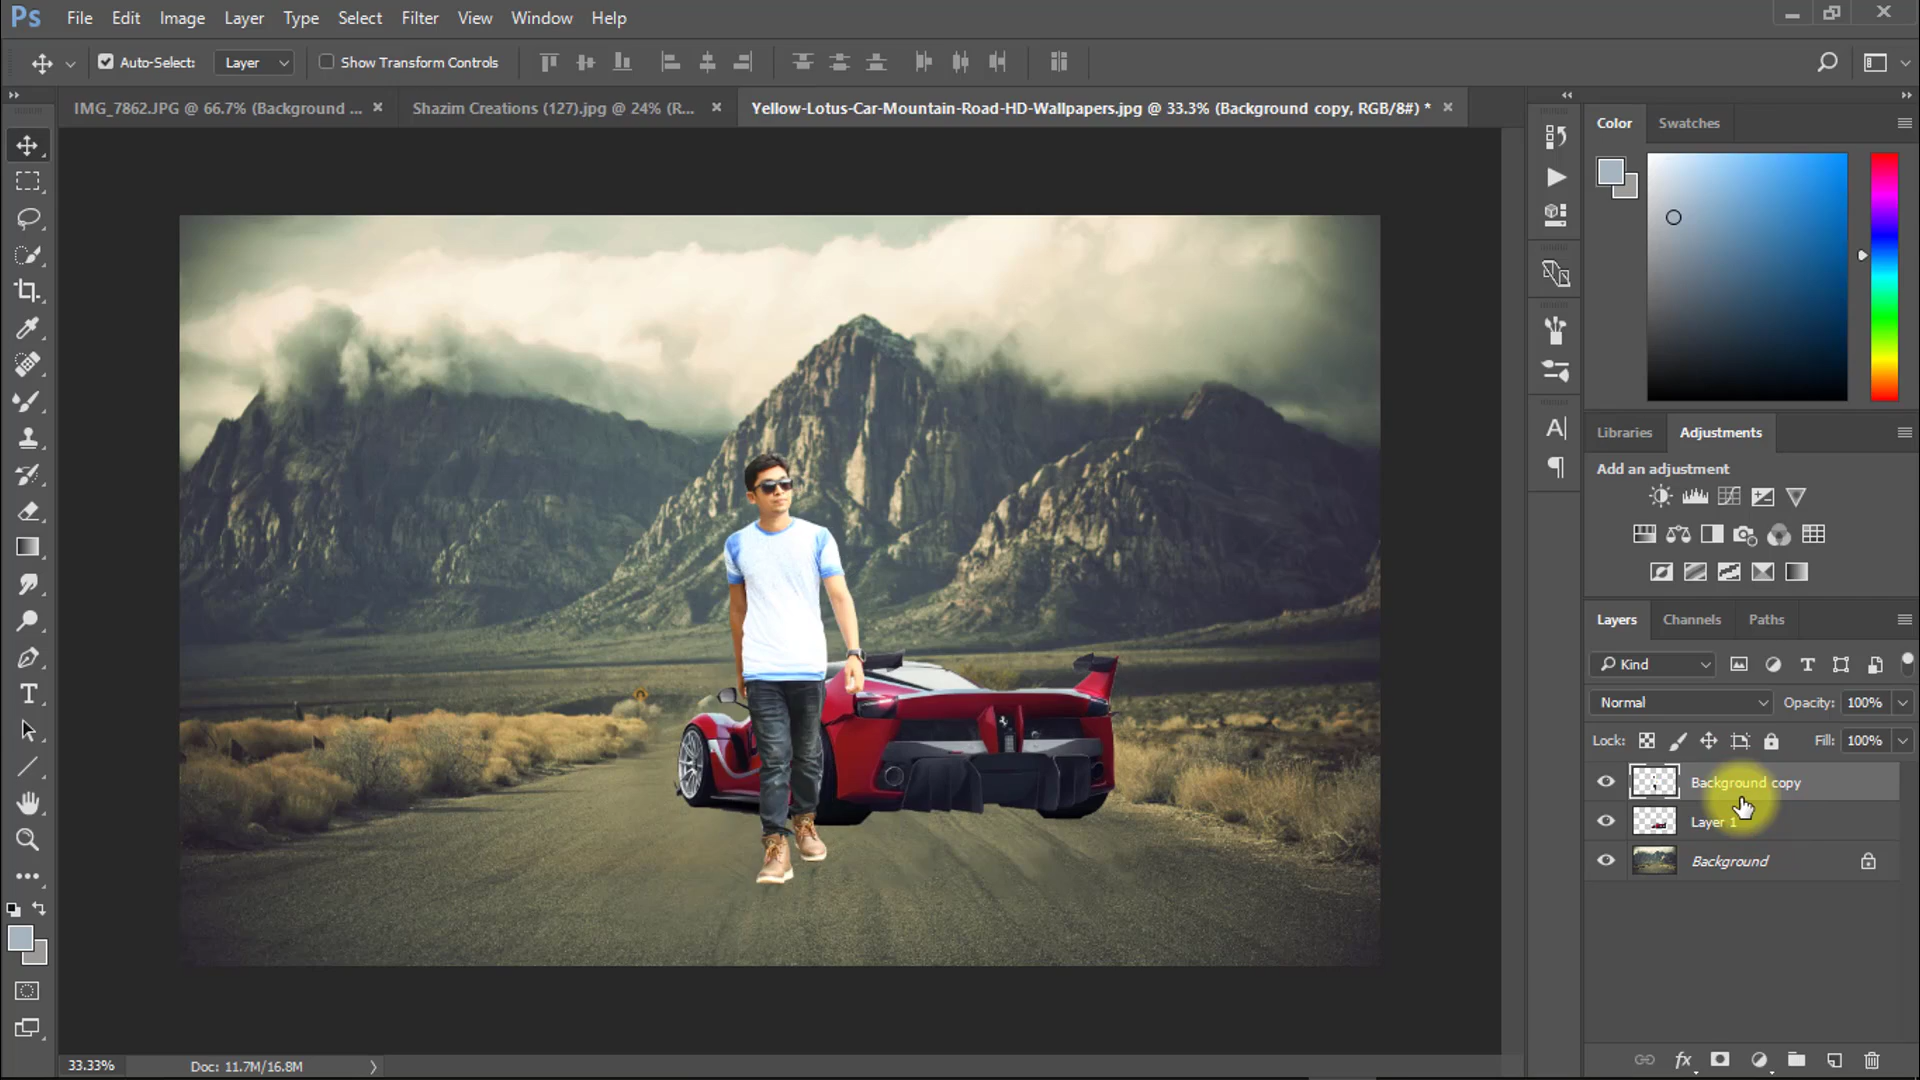 Ps File Edit Image Layer Type Select Filter View Window Help
Auto-Select: Layer Show Transform Controls
IMG_7862.JPG @ 66.7% (Background ... × Shazim Creations (127).jpg @ 24% (R... × Yellow-Lotus-Car-Mountain-Road-HD-Wallpapers.jpg @ 33.3% (Background copy, RGB/8#) * ×
Color Swatches
Libraries Adjustments
Add an adjustment
Layers Channels Paths
Kind
Normal Opacity: 100%
Lock: Fill: 100%
Background copy
Layer 1
Background
33.33% Doc: 11.7M/16.8M